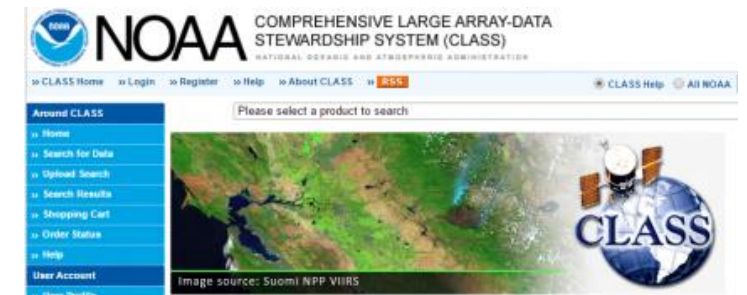 NOAA
COMPREHENSIVE LARGE ARRAY-DATA
STEWARDSHIP SYSTEM (CLASS)
NATIONAL OCEANIC AND ATMOSPHERIC ADMINISTRATION
» CLASS Home » Login » Register » Help » About CLASS » RSS
CLASS Help All NOAA
Around CLASS
Please select a product to search
» Home
» Search for Data
» Upload Search
» Search Results
» Shopping Cart
» Order Status
» Help
User Account
CLASS
Image source: Suomi NPP VIIRS